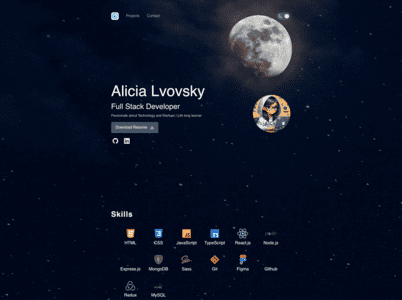 Projects Contact
Alicia Lvovsky
Full Stack Developer
Passionate about Technology and Startups | Life long learner
Download Resume
Skills
HTML CSS JavaScript TypeScript React.js Node.js
Express.js MongoDB Sass Git Figma Github
Redux MySQL